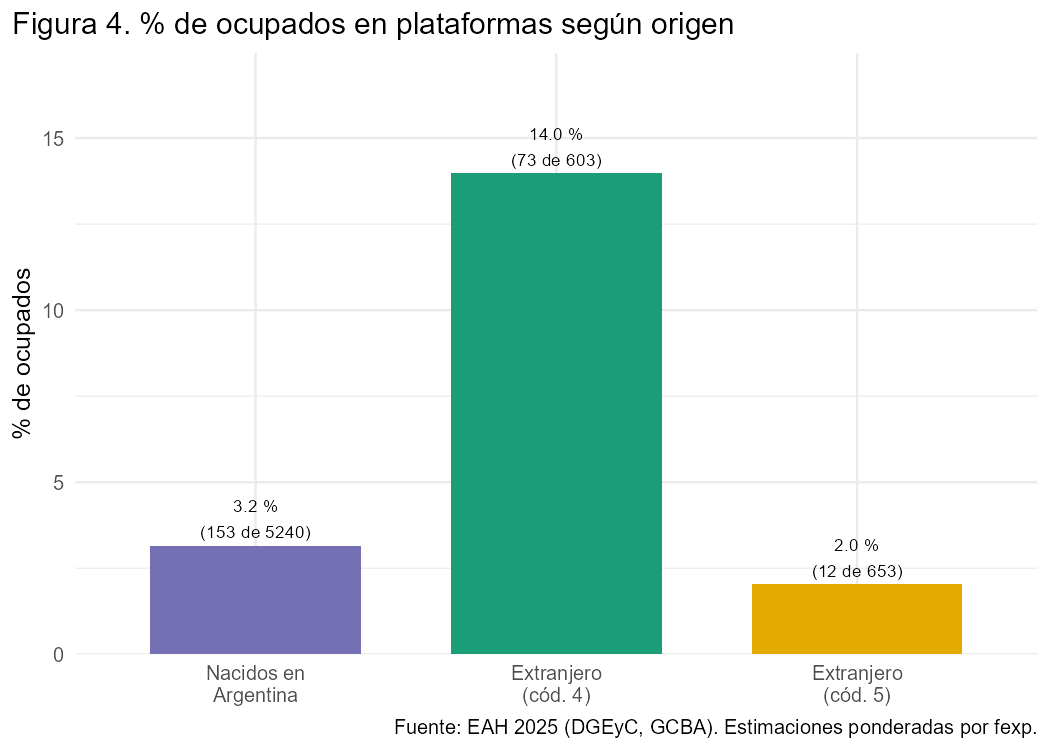 Figura 4. % de ocupados en plataformas según origen
% de ocupados
15
10
5
0
14.0 %
(73 de 603)
3.2 %
(153 de 5240)
2.0 %
(12 de 653)
Nacidos en
Argentina
Extranjero
(cód. 4)
Extranjero
(cód. 5)
Fuente: EAH 2025 (DGEyC, GCBA). Estimaciones ponderadas por fexp.